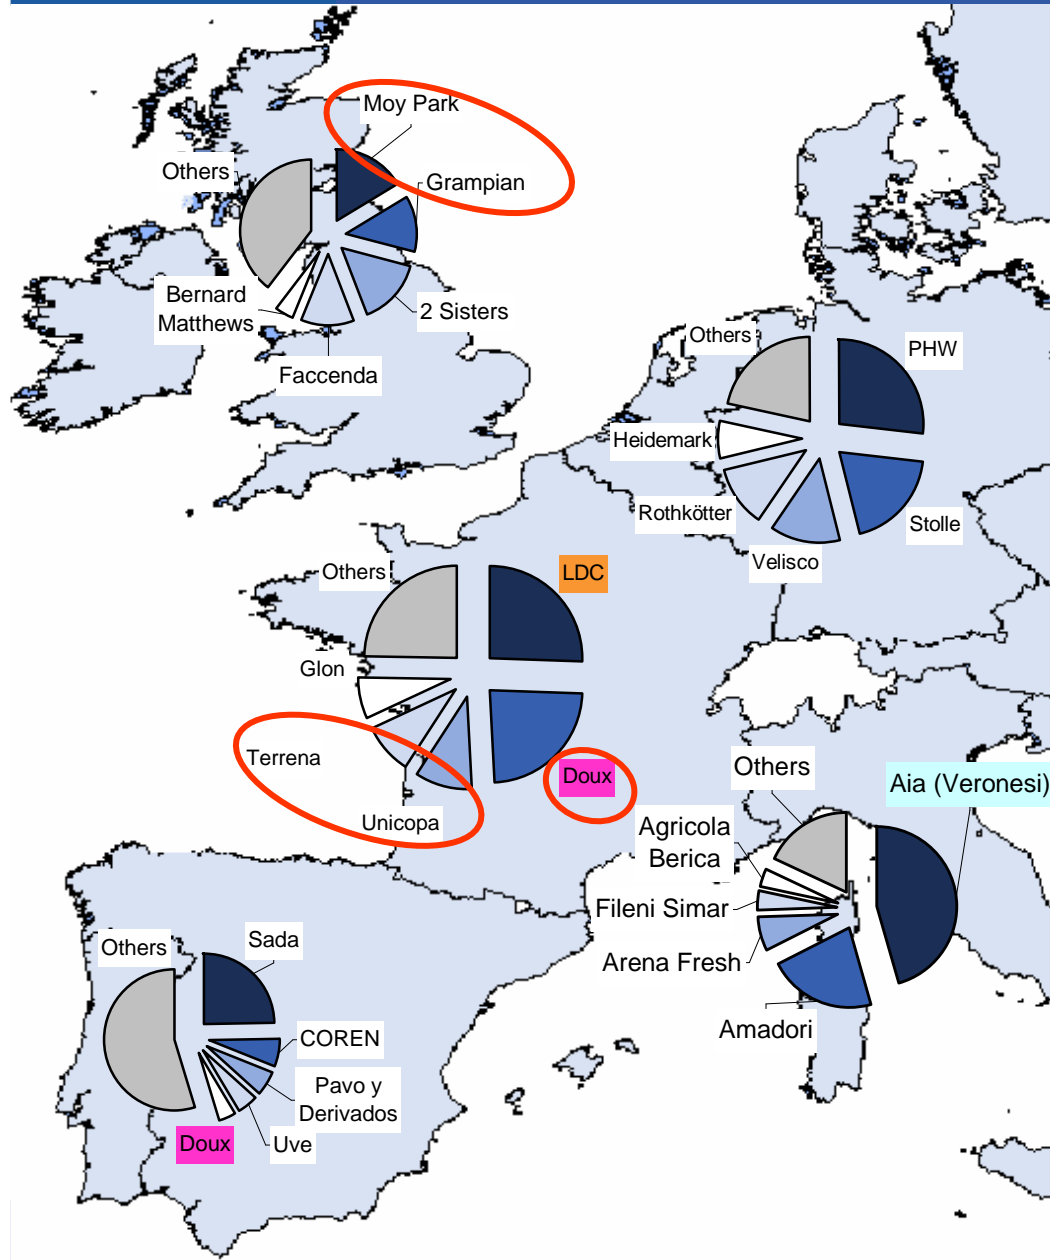 Moy Park
Others
Grampian
Bernard
Matthews
2 Sisters
Faccenda
Others
PHW
Heidemark
Rothkötter
Stolle
Velisco
Others
LDC
Glon
Terrena
Doux
Unicopa
Others
Aia (Veronesi)
Agricola
Berica
Fileni Simar
Arena Fresh
Amadori
Others
Sada
COREN
Pavo y
Derivados
Doux
Uve